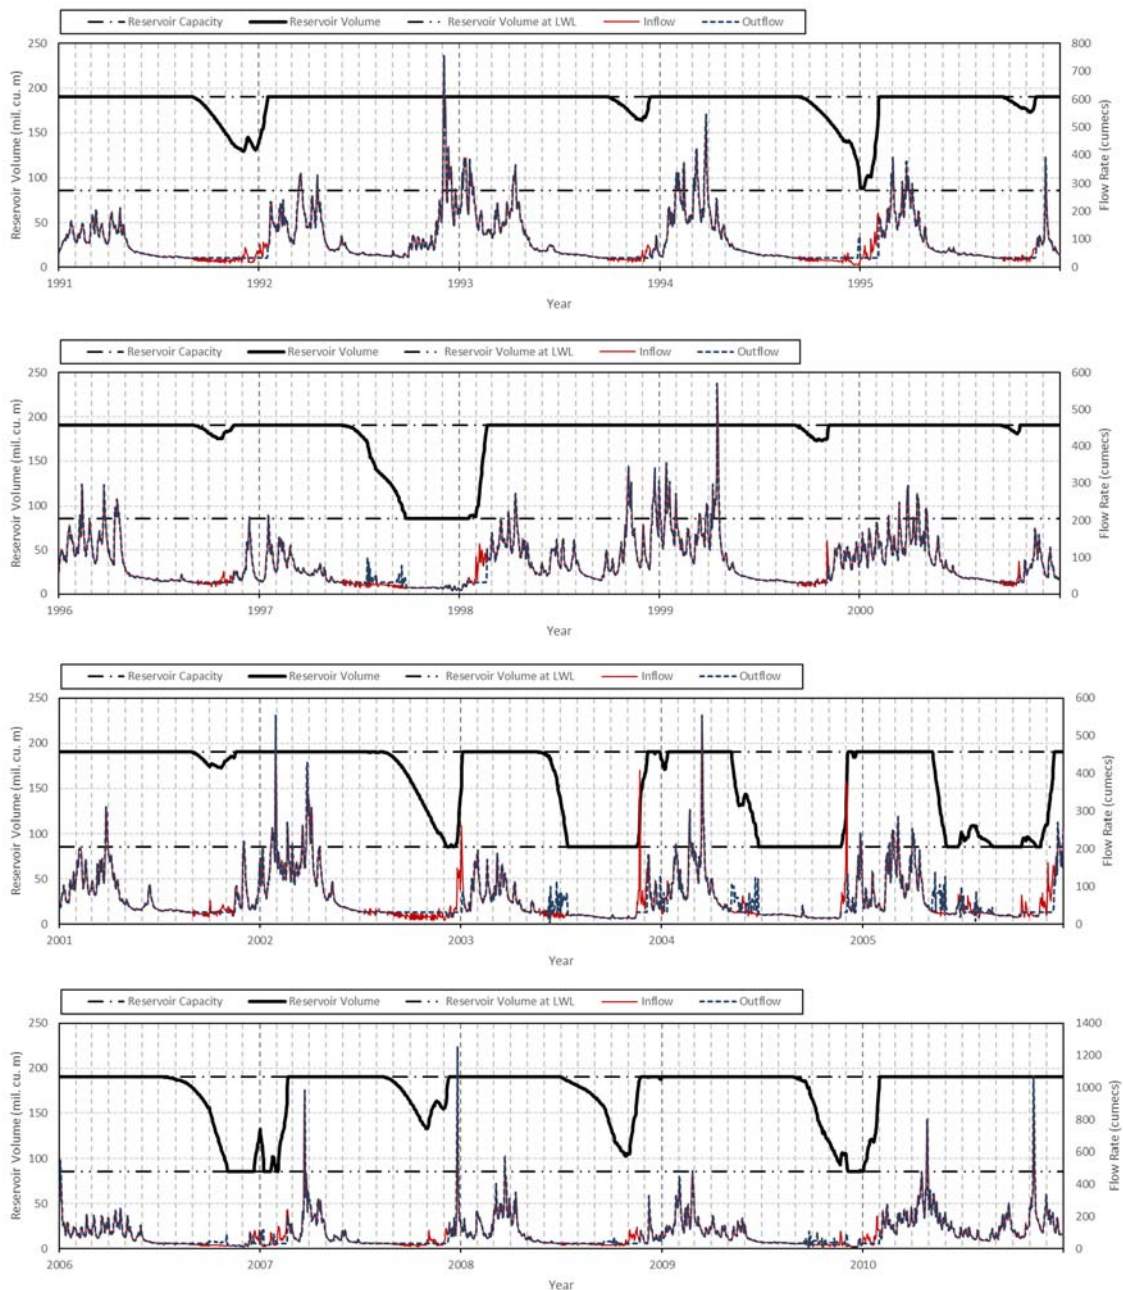 Reservoir Capacity Reservoir Volume Reservoir Volume at LWL Inflow Outflow
250 800
200 700
600
150 500
400
100 300
50 200
100
0 0
Reservoir Volume (mil. cu. m)
Flow Rate (cumecs)
1991 1992 1993 1994 1995
Year
Reservoir Capacity Reservoir Volume Reservoir Volume at LWL Inflow Outflow
250 600
200 500
150 400
300
100 200
50 100
0 0
Reservoir Volume (mil. cu. m)
Flow Rate (cumecs)
1996 1997 1998 1999 2000
Year
Reservoir Capacity Reservoir Volume Reservoir Volume at LWL Inflow Outflow
250 600
200 500
150 400
300
100 200
50 100
0 0
Reservoir Volume (mil. cu. m)
Flow Rate (cumecs)
2001 2002 2003 2004 2005
Year
Reservoir Capacity Reservoir Volume Reservoir Volume at LWL Inflow Outflow
250 1400
200 1200
1000
150 800
100 600
400
50 200
0 0
Reservoir Volume (mil. cu. m)
Flow Rate (cumecs)
2006 2007 2008 2009 2010
Year